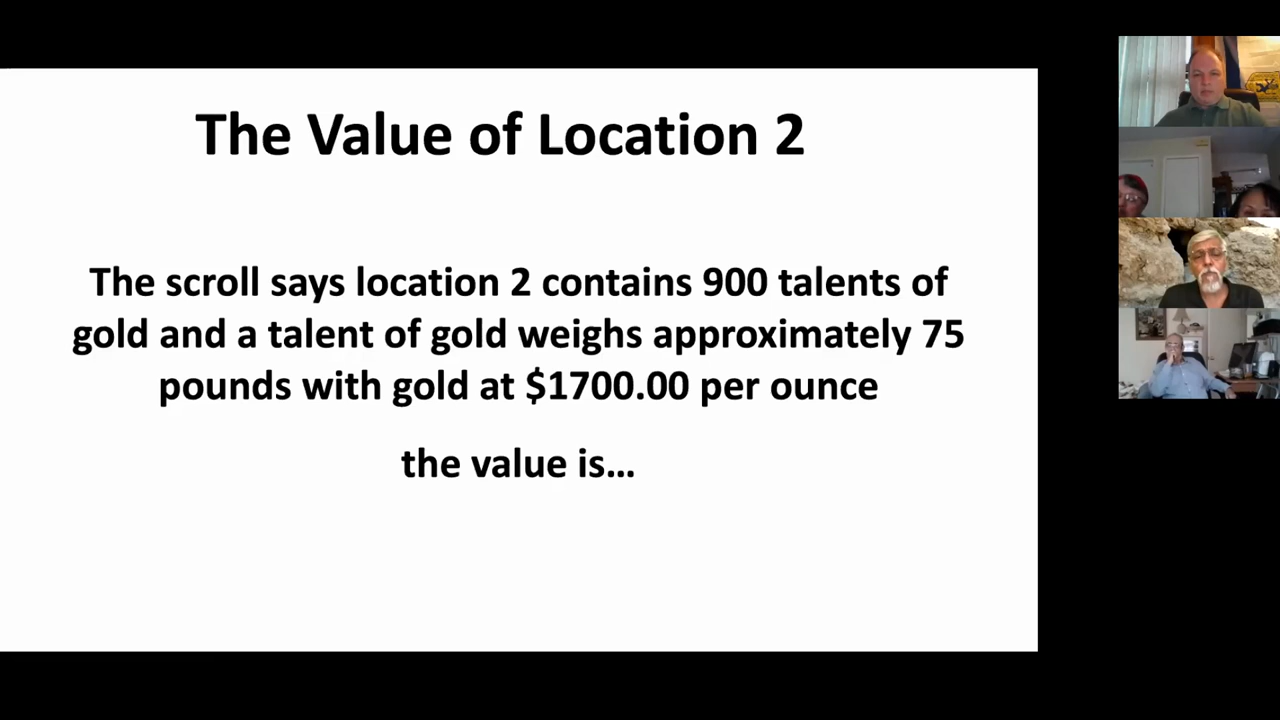 The Value of Location 2
The scroll says location 2 contains 900 talents of
gold and a talent of gold weighs approximately 75
pounds with gold at $1700.00 per ounce
the value is…